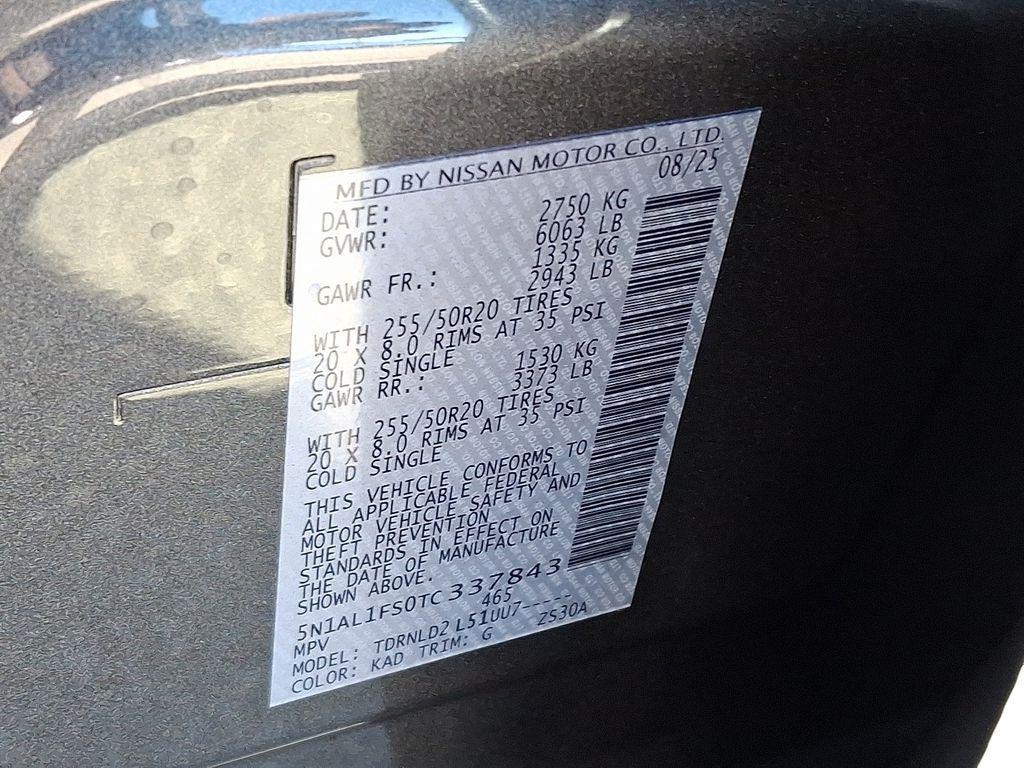 MFD BY NISSAN MOTOR CO., LTD.
DATE: 08/25
GVWR: 2750 KG
6063 LB
GAWR FR.: 1335 KG
2943 LB
WITH 255/50R20 TIRES
20 X 8.0 RIMS AT 35 PSI
COLD SINGLE
GAWR RR.: 1530 KG
3373 LB
WITH 255/50R20 TIRES
20 X 8.0 RIMS AT 35 PSI
COLD SINGLE
THIS VEHICLE CONFORMS TO
ALL APPLICABLE FEDERAL
MOTOR VEHICLE SAFETY AND
THEFT PREVENTION
STANDARDS IN EFFECT ON
THE DATE OF MANUFACTURE
SHOWN ABOVE.
5N1AL1FS0TC337843
MPV 465
MODEL: TDRNLD2 L51UU7-----
COLOR: KAD TRIM: G ZS30A